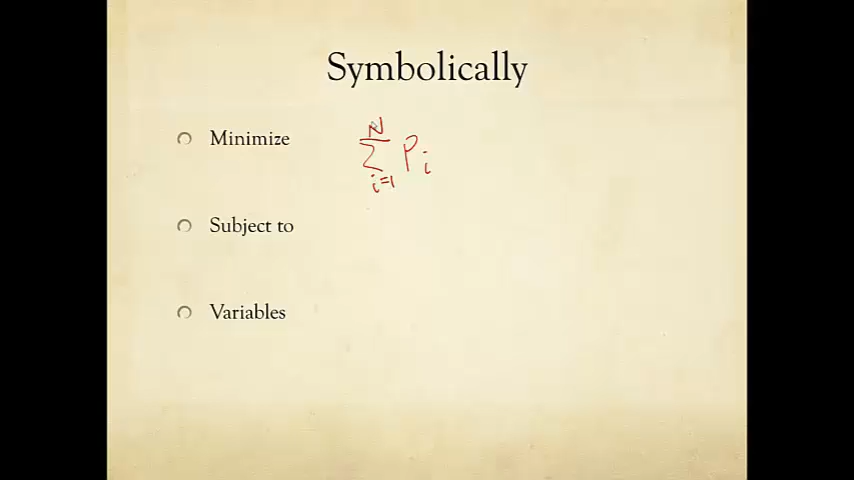 Symbolically
Minimize
N
∑ Pi
i=1
Subject to
Variables